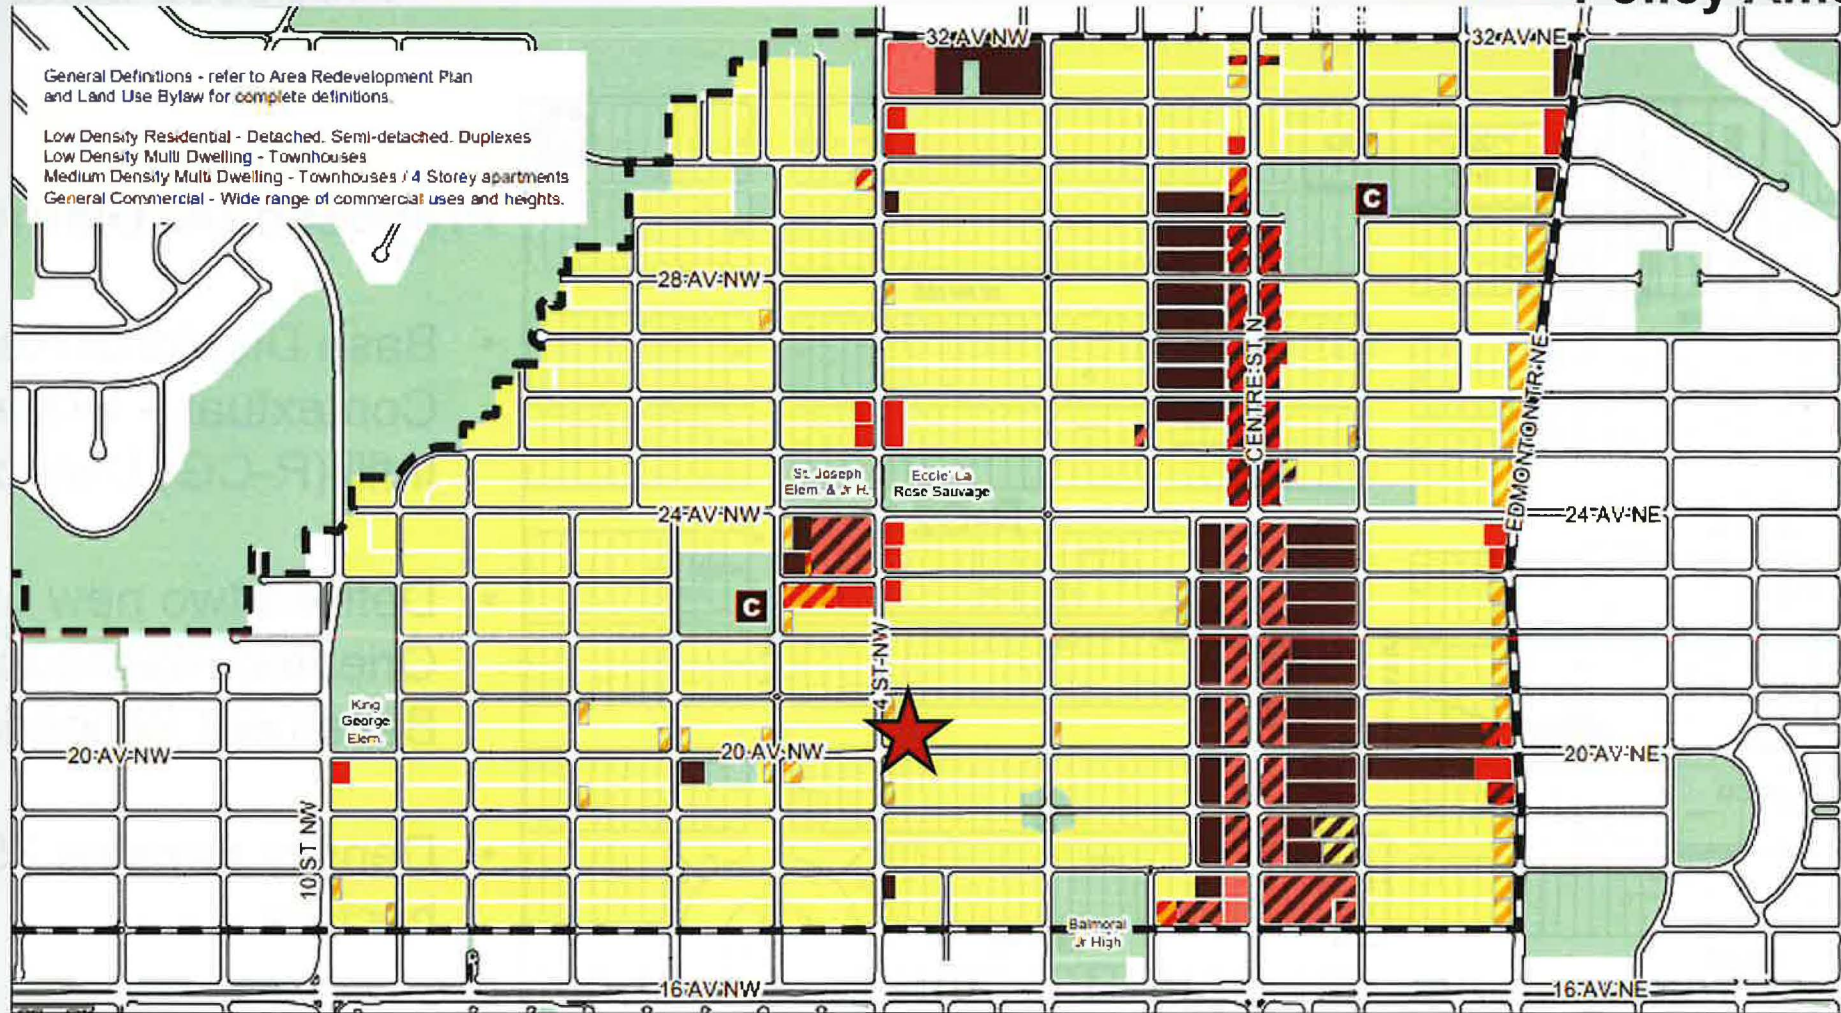 32 AV NW
32 AV NE
General Definitions - refer to Area Redevelopment Plan
and Land Use Bylaw for complete definitions.
Low Density Residential - Detached. Semi-detached. Duplexes
Low Density Multi Dwelling - Townhouses
Medium Density Multi Dwelling - Townhouses / 4 Storey apartments
General Commercial - Wide range of commercial uses and heights.
C
28 AV NW
CENTRE ST N
EDMONTON TR NE
St. Joseph
Elem. & Jr H.
Eccle' La
Rose Sauvage
24 AV NW
24 AV NE
C
4 ST NW
King
George
Elem.
20 AV NW
20 AV NW
20 AV NE
10 ST NW
Balmoral
Jr High
16 AV NW
16 AV NE